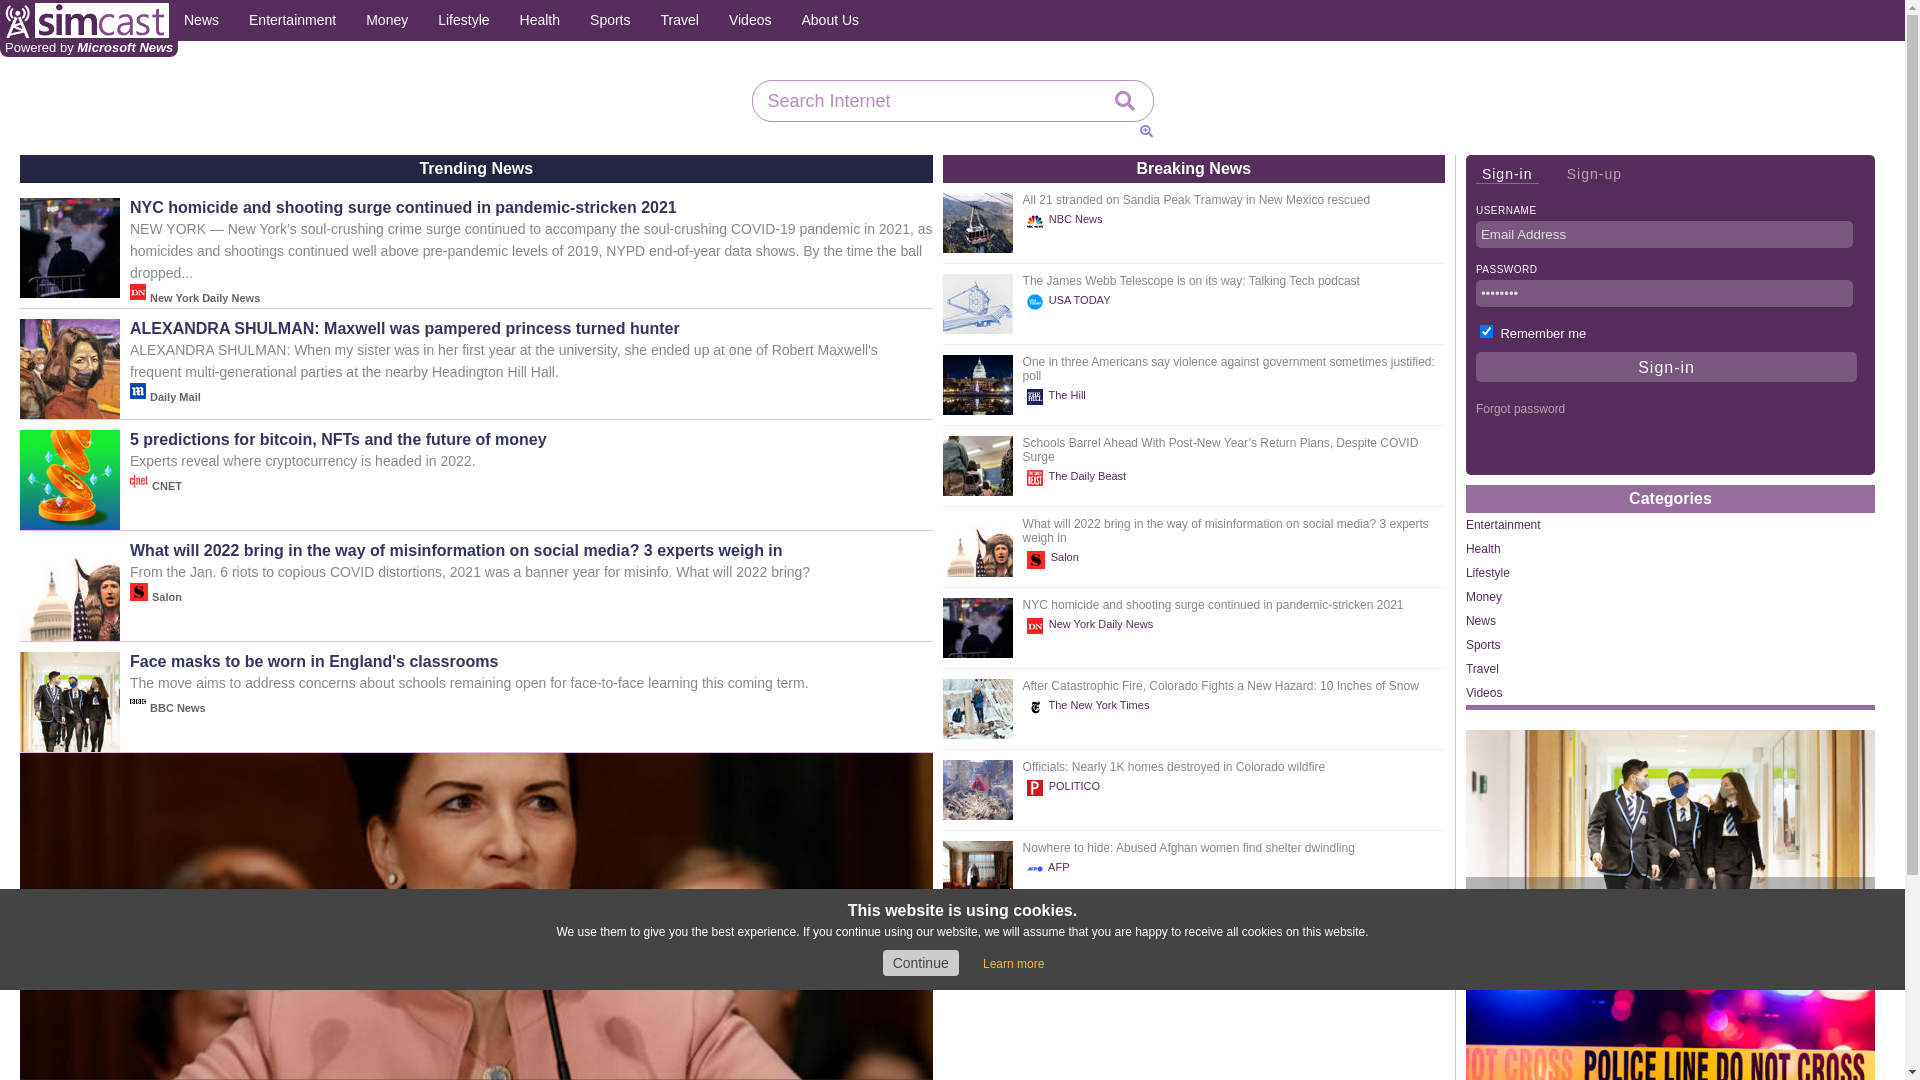 simcast
News
Entertainment
Money
Lifestyle
Health
Sports
Travel
Videos
About Us
Powered by Microsoft News
Search Internet
Trending News
NYC homicide and shooting surge continued in pandemic-stricken 2021
NEW YORK — New York's soul-crushing crime surge continued to accompany the soul-crushing COVID-19 pandemic in 2021, as
homicides and shootings continued well above pre-pandemic levels of 2019, NYPD end-of-year data shows. By the time the ball
dropped...
DN New York Daily News
ALEXANDRA SHULMAN: Maxwell was pampered princess turned hunter
ALEXANDRA SHULMAN: When my sister was in her first year at the university, she ended up at one of Robert Maxwell's
frequent multi-generational parties at the nearby Headington Hill Hall.
m Daily Mail
5 predictions for bitcoin, NFTs and the future of money
Experts reveal where cryptocurrency is headed in 2022.
cnet CNET
What will 2022 bring in the way of misinformation on social media? 3 experts weigh in
From the Jan. 6 riots to copious COVID distortions, 2021 was a banner year for misinfo. What will 2022 bring?
S Salon
Face masks to be worn in England's classrooms
The move aims to address concerns about schools remaining open for face-to-face learning this coming term.
BBC BBC News
Breaking News
All 21 stranded on Sandia Peak Tramway in New Mexico rescued
NBC NEWS NBC News
The James Webb Telescope is on its way: Talking Tech podcast
USA TODAY USA TODAY
One in three Americans say violence against government sometimes justified:
poll
THE HILL The Hill
Schools Barrel Ahead With Post-New Year's Return Plans, Despite COVID
Surge
THE DAILY BEAST The Daily Beast
What will 2022 bring in the way of misinformation on social media? 3 experts
weigh in
S Salon
NYC homicide and shooting surge continued in pandemic-stricken 2021
DN New York Daily News
After Catastrophic Fire, Colorado Fights a New Hazard: 10 Inches of Snow
T The New York Times
Officials: Nearly 1K homes destroyed in Colorado wildfire
P POLITICO
Nowhere to hide: Abused Afghan women find shelter dwindling
AFP AFP
Sign-in
Sign-up
USERNAME
Email Address
PASSWORD
••••••••
Remember me
Sign-in
Forgot password
Categories
Entertainment
Health
Lifestyle
Money
News
Sports
Travel
Videos
NOT CROSS POLICE LINE DO NOT CROSS
This website is using cookies.
We use them to give you the best experience. If you continue using our website, we will assume that you are happy to receive all cookies on this website.
Continue
Learn more